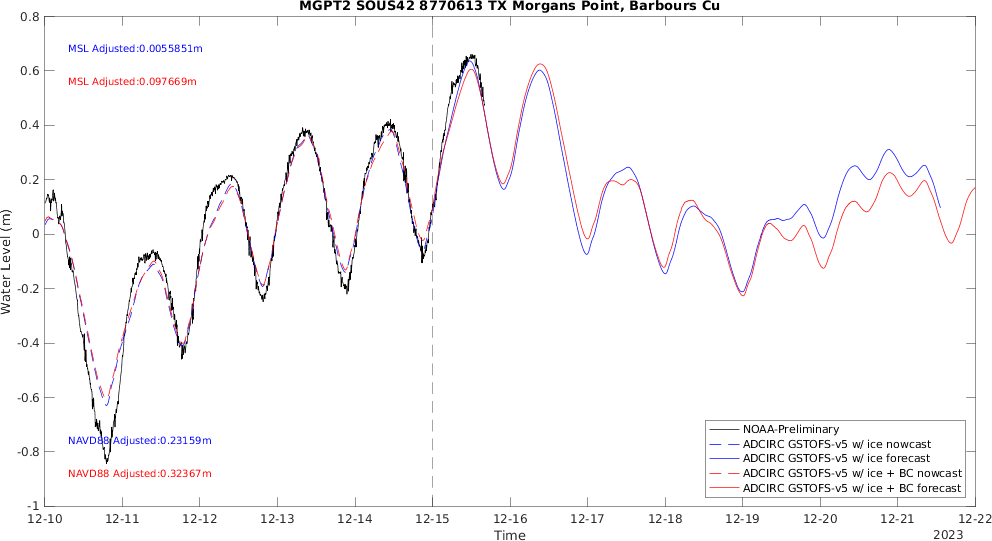 MGPT2 SOUS42 8770613 TX Morgans Point, Barbours Cu
0.8
0.6
0.4
0.2
0
-0.2
-0.4
-0.6
-0.8
-1
Water Level (m)
MSL Adjusted:0.0055851m
MSL Adjusted:0.097669m
NAVD88 Adjusted:0.23159m
NAVD88 Adjusted:0.32367m
NOAA-Preliminary
ADCIRC GSTOFS-v5 w/ ice nowcast
ADCIRC GSTOFS-v5 w/ ice forecast
ADCIRC GSTOFS-v5 w/ ice + BC nowcast
ADCIRC GSTOFS-v5 w/ ice + BC forecast
12-10 12-11 12-12 12-13 12-14 12-15 12-16 12-17 12-18 12-19 12-20 12-21 12-22
Time
2023